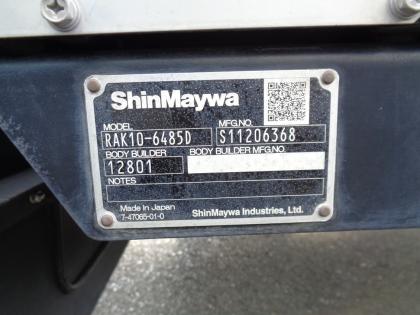 ShinMaywa
MODEL MFG.NO.
RAK10-6485D S11206368
BODY BUILDER BODY BUILDER MFG.NO.
12801
NOTES
Made in Japan
7-47065-01-0 ShinMaywa Industries, Ltd.